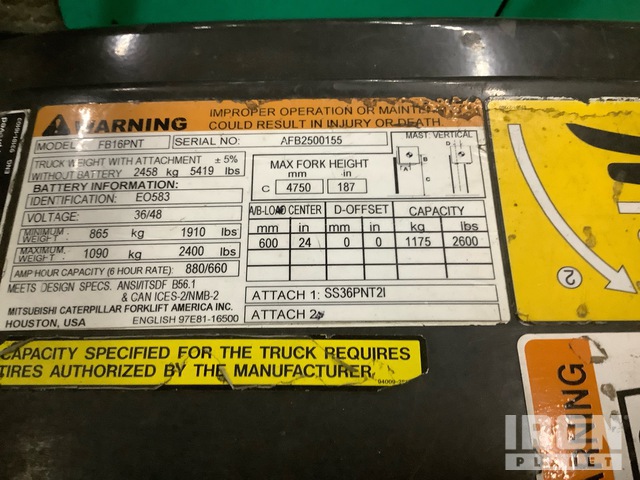 WARNING
IMPROPER OPERATION OR MAINTENANCE
COULD RESULT IN INJURY OR DEATH
MODEL: FB16PNT SERIAL NO: AFB2500155
MAST: VERTICAL
TRUCK WEIGHT WITH ATTACHMENT ± 5%
WITHOUT BATTERY 2458 kg 5419 lbs
BATTERY INFORMATION:
IDENTIFICATION: EO583
VOLTAGE: 36/48
MINIMUM WEIGHT 865 kg 1910 lbs
MAXIMUM WEIGHT 1090 kg 2400 lbs
AMP HOUR CAPACITY (6 HOUR RATE): 880/660
MEETS DESIGN SPECS. ANSI/ITSDF B56.1
& CAN ICES-2/NMB-2
MITSUBISHI CATERPILLAR FORKLIFT AMERICA INC.
HOUSTON, USA ENGLISH 97E81-16500
MAX FORK HEIGHT
mm in
C 4750 187
A B C D
A/B-LOAD CENTER D-OFFSET CAPACITY
mm in mm in kg lbs
600 24 0 0 1175 2600
ATTACH 1: SS36PNT2I
ATTACH 2:
CAPACITY SPECIFIED FOR THE TRUCK REQUIRES
TIRES AUTHORIZED BY THE MANUFACTURER.
2
IRON
PLANET